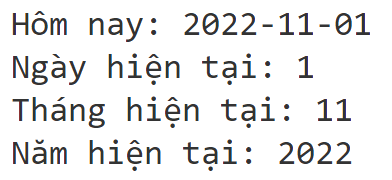 Hôm nay: 2022-11-01
Ngày hiện tại: 1
Tháng hiện tại: 11
Năm hiện tại: 2022